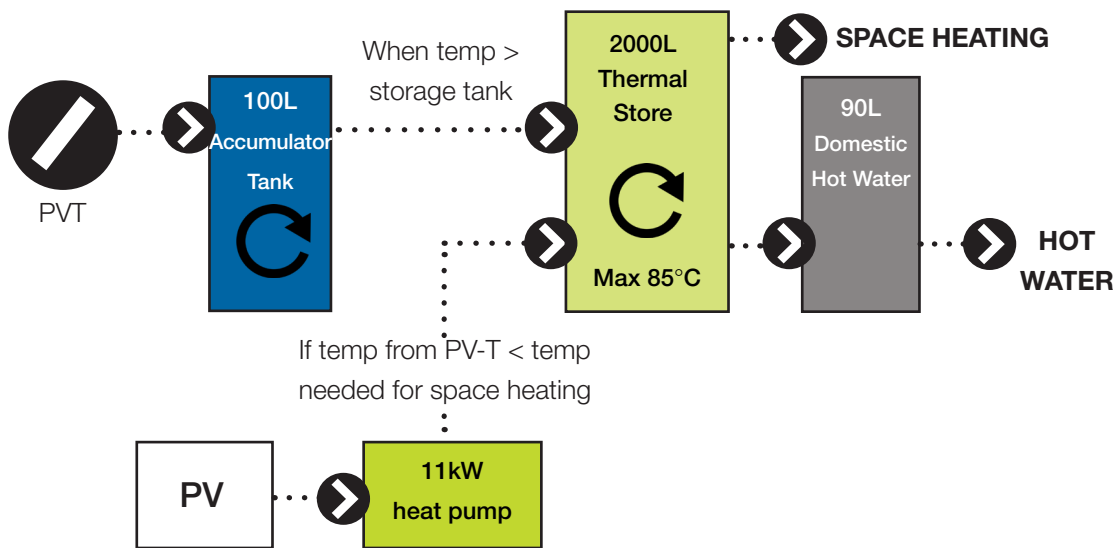 PVT
100L
Accumulator
Tank
When temp >
storage tank
2000L
Thermal
Store
Max 85°C
SPACE HEATING
90L
Domestic
Hot Water
HOT
WATER
If temp from PV-T < temp
needed for space heating
PV
11kW
heat pump